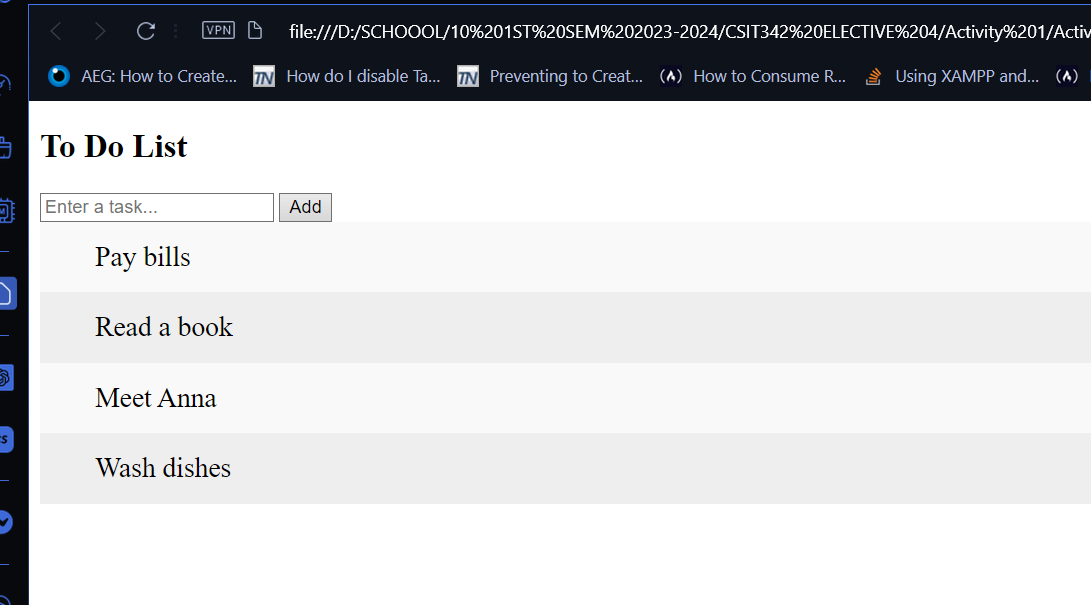 VPN file:///D:/SCHOOOL/10%201ST%20SEM%202023-2024/CSIT342%20ELECTIVE%204/Activity%201/Activ
AEG: How to Create... TN How do I disable Ta... TN Preventing to Creat... How to Consume R... Using XAMPP and...
To Do List
Enter a task... Add
Pay bills
Read a book
Meet Anna
Wash dishes